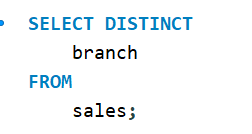 SELECT DISTINCT
    branch
FROM
    sales;